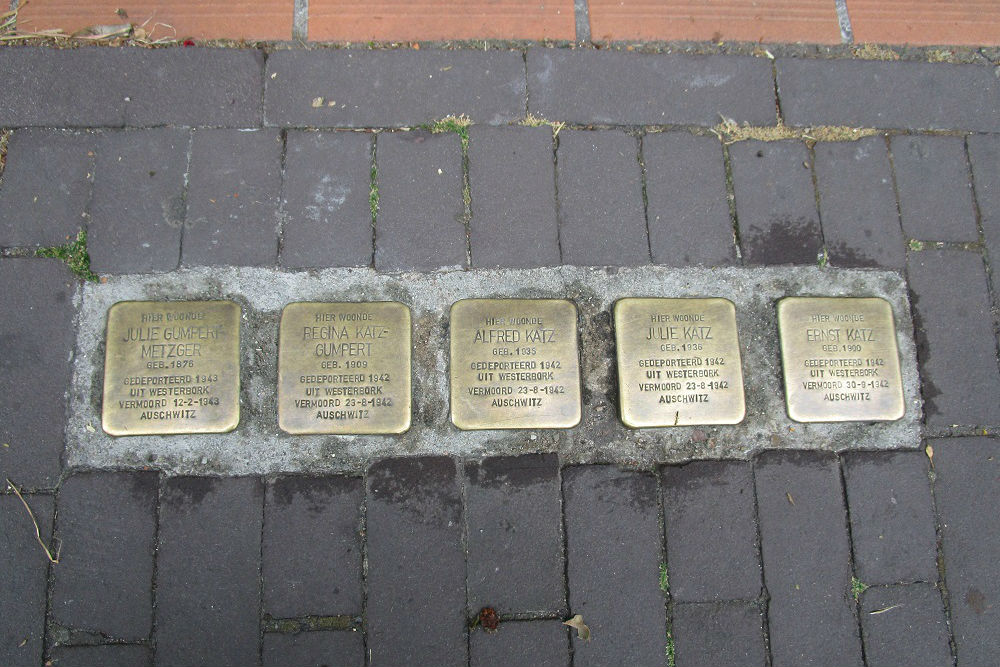 HIER WOONDE
JULIE GUMPERT-
METZGER
GEB. 1876
GEDEPORTEERD 1943
UIT WESTERBORK
VERMOORD 12-2-1943
AUSCHWITZ
HIER WOONDE
REGINA KATZ-
GUMPERT
GEB. 1909
GEDEPORTEERD 1942
UIT WESTERBORK
VERMOORD 23-8-1942
AUSCHWITZ
HIER WOONDE
ALFRED KATZ
GEB. 1935
GEDEPORTEERD 1942
UIT WESTERBORK
VERMOORD 23-8-1942
AUSCHWITZ
HIER WOONDE
JULIE KATZ
GEB. 1936
GEDEPORTEERD 1942
UIT WESTERBORK
VERMOORD 23-8-1942
AUSCHWITZ
HIER WOONDE
ERNST KATZ
GEB. 1900
GEDEPORTEERD 1942
UIT WESTERBORK
VERMOORD 30-9-1942
AUSCHWITZ